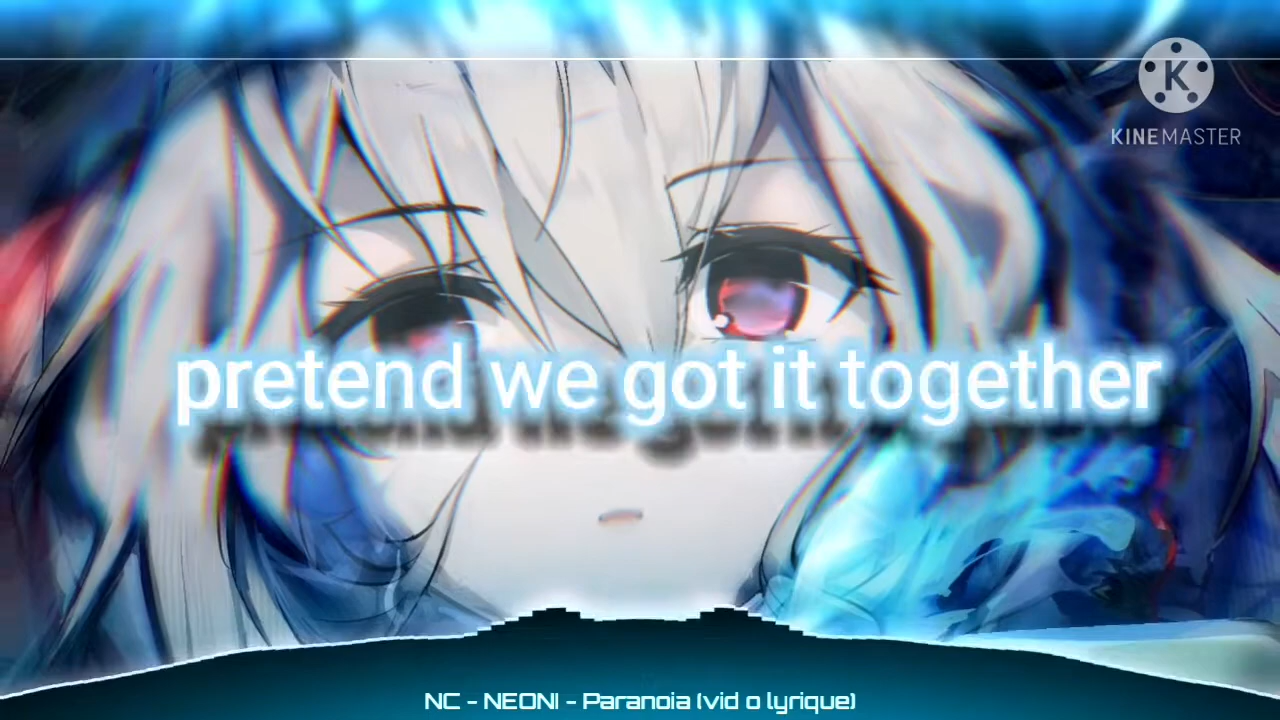 K
KINEMASTER
pretend we got it together
NC - NEONI - Paranoia (vid o lyrique)